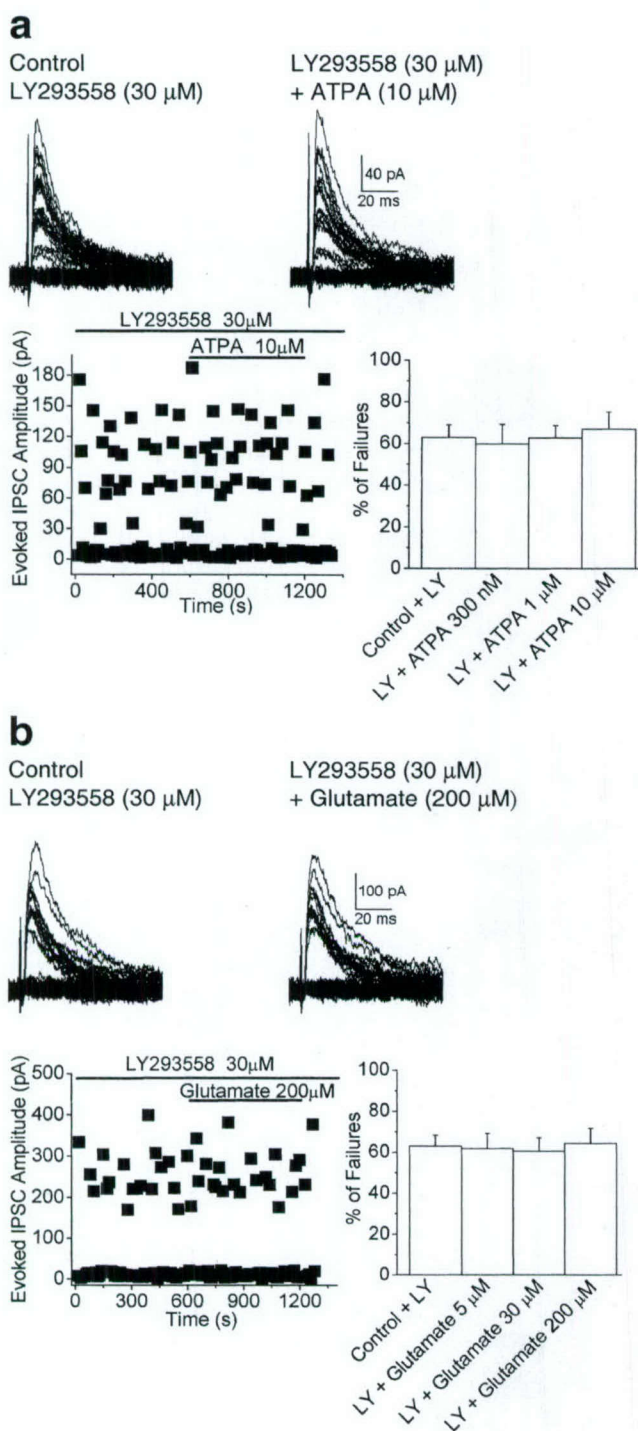 a
Control
LY293558 (30 μM)
LY293558 (30 μM)
+ ATPA (10 μM)
40 pA
20 ms
LY293558 30μM
ATPA 10μM
Evoked IPSC Amplitude (pA)
180
150
120
90
60
30
0
0 400 800 1200
Time (s)
% of Failures
100
80
60
40
20
0
Control + LY
LY + ATPA 300 nM
LY + ATPA 1 μM
LY + ATPA 10 μM
b
Control
LY293558 (30 μM)
LY293558 (30 μM)
+ Glutamate (200 μM)
100 pA
20 ms
LY293558 30μM
Glutamate 200μM
Evoked IPSC Amplitude (pA)
500
400
300
200
100
0
0 300 600 900 1200
Time (s)
% of Failures
100
80
60
40
20
0
Control + LY
LY + Glutamate 5 μM
LY + Glutamate 30 μM
LY + Glutamate 200 μM